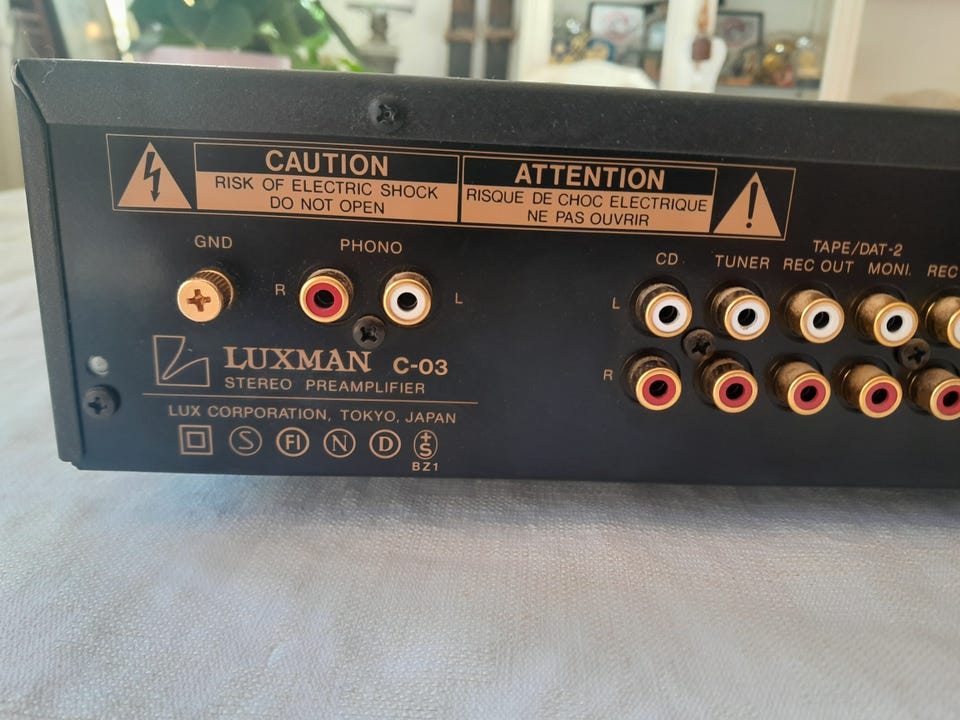 CAUTION
RISK OF ELECTRIC SHOCK
DO NOT OPEN
ATTENTION
RISQUE DE CHOC ELECTRIQUE
NE PAS OUVRIR
GND
PHONO
R
L
LUXMAN C-03
STEREO PREAMPLIFIER
LUX CORPORATION, TOKYO, JAPAN
S FI N D +S
BZ1
TAPE/DAT-2
CD TUNER REC OUT MONI. REC
L
R